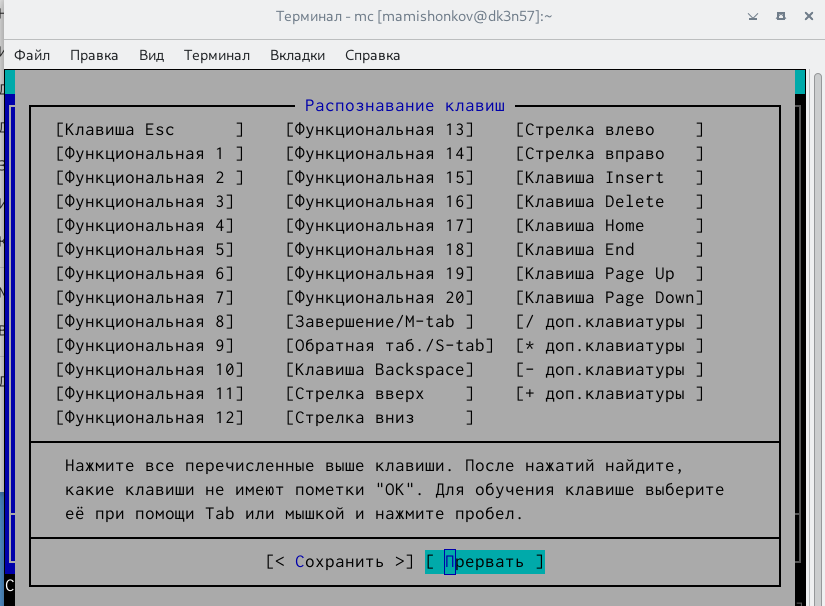 Терминал - mc [mamishonkov@dk3n57]:~
Файл Правка Вид Терминал Вкладки Справка
Распознавание клавиш
[Клавиша Esc ] [Функциональная 13] [Стрелка влево ]
[Функциональная 1 ] [Функциональная 14] [Стрелка вправо ]
[Функциональная 2 ] [Функциональная 15] [Клавиша Insert ]
[Функциональная 3] [Функциональная 16] [Клавиша Delete ]
[Функциональная 4] [Функциональная 17] [Клавиша Home ]
[Функциональная 5] [Функциональная 18] [Клавиша End ]
[Функциональная 6] [Функциональная 19] [Клавиша Page Up ]
[Функциональная 7] [Функциональная 20] [Клавиша Page Down]
[Функциональная 8] [Завершение/M-tab ] [/ доп.клавиатуры ]
[Функциональная 9] [Обратная таб./S-tab] [* доп.клавиатуры ]
[Функциональная 10] [Клавиша Backspace] [- доп.клавиатуры ]
[Функциональная 11] [Стрелка вверх ] [+ доп.клавиатуры ]
[Функциональная 12] [Стрелка вниз ]
Нажмите все перечисленные выше клавиши. После нажатий найдите,
какие клавиши не имеют пометки "OK". Для обучения клавише выберите
её при помощи Tab или мышкой и нажмите пробел.
[< Сохранить >] [ Прервать ]